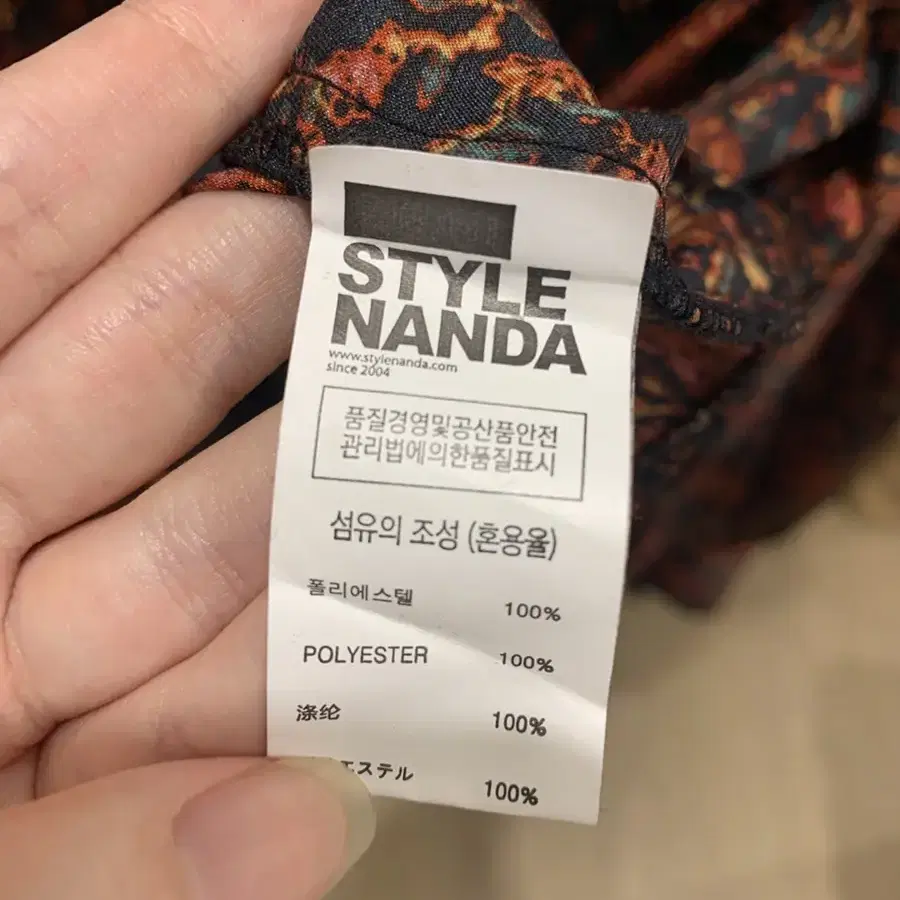 STYLE
NANDA
www.stylenanda.com
since 2004
품질경영및공산품안전
관리법에의한품질표시
섬유의 조성 (혼용율)
폴리에스텔 100%
POLYESTER 100%
涤纶 100%
エステル 100%